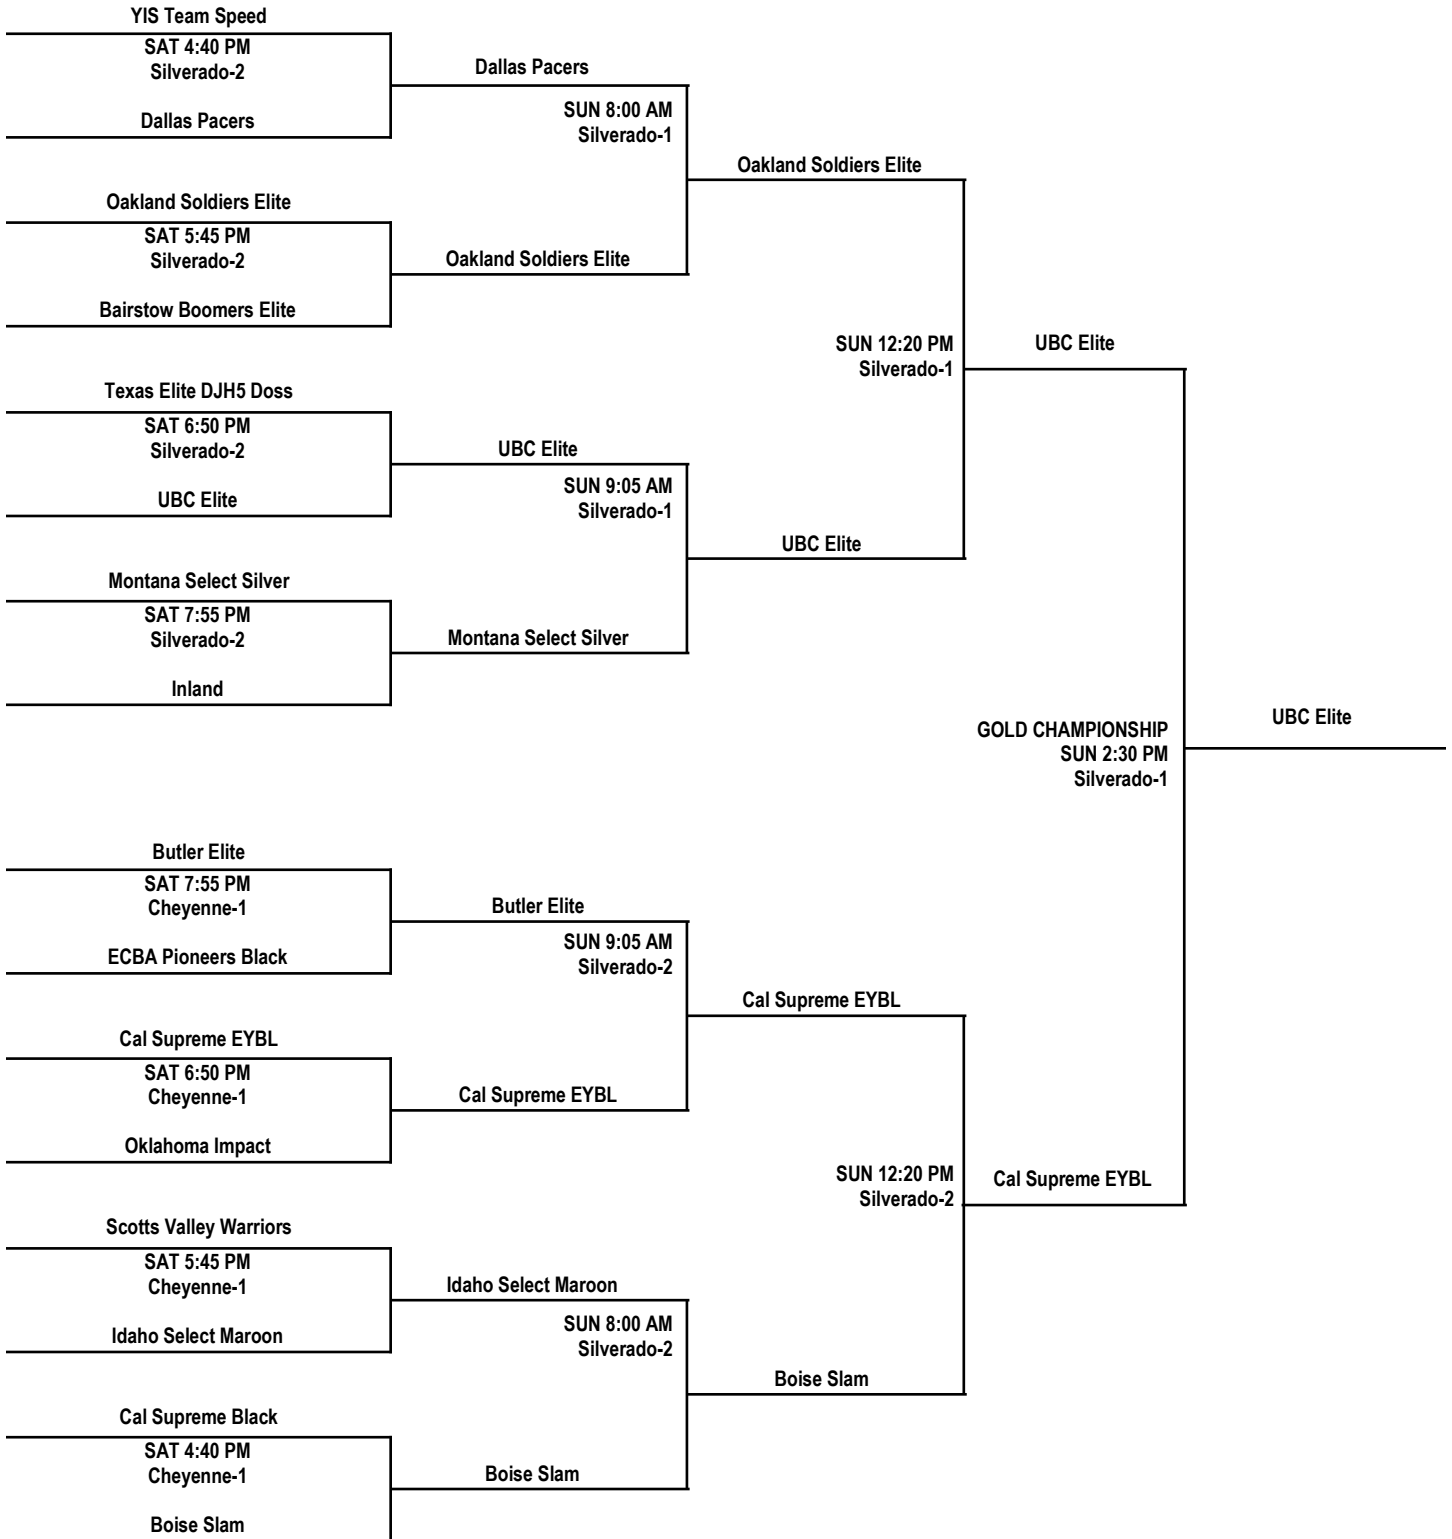 YIS Team Speed
SAT 4:40 PM
Silverado-2
Dallas Pacers
Dallas Pacers
SUN 8:00 AM
Silverado-1
Oakland Soldiers Elite
Oakland Soldiers Elite
SAT 5:45 PM
Silverado-2
Oakland Soldiers Elite
Bairstow Boomers Elite
SUN 12:20 PM
Silverado-1
UBC Elite
Texas Elite DJH5 Doss
SAT 6:50 PM
Silverado-2
UBC Elite
UBC Elite
SUN 9:05 AM
Silverado-1
UBC Elite
Montana Select Silver
SAT 7:55 PM
Silverado-2
Montana Select Silver
Inland
GOLD CHAMPIONSHIP
SUN 2:30 PM
Silverado-1
UBC Elite
Butler Elite
SAT 7:55 PM
Cheyenne-1
Butler Elite
ECBA Pioneers Black
SUN 9:05 AM
Silverado-2
Cal Supreme EYBL
Cal Supreme EYBL
SAT 6:50 PM
Cheyenne-1
Cal Supreme EYBL
Oklahoma Impact
SUN 12:20 PM
Silverado-2
Cal Supreme EYBL
Scotts Valley Warriors
SAT 5:45 PM
Cheyenne-1
Idaho Select Maroon
Idaho Select Maroon
SUN 8:00 AM
Silverado-2
Boise Slam
Cal Supreme Black
SAT 4:40 PM
Cheyenne-1
Boise Slam
Boise Slam